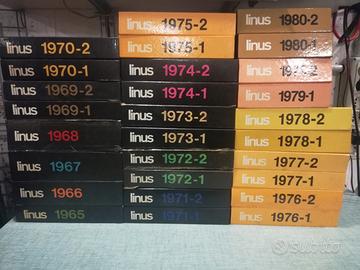 linus 1970-2
linus 1970-1
linus 1969-2
linus 1969-1
linus 1968
linus 1967
linus 1966
linus 1965
linus 1975-2
linus 1975-1
linus 1974-2
linus 1974-1
linus 1973-2
linus 1973-1
linus 1972-2
linus 1972-1
linus 1971-2
linus 1971-1
linus 1980-2
linus 1980-1
linus
linus 1979-1
linus 1978-2
linus 1978-1
linus 1977-2
linus 1977-1
linus 1976-2
linus 1976-1
subito